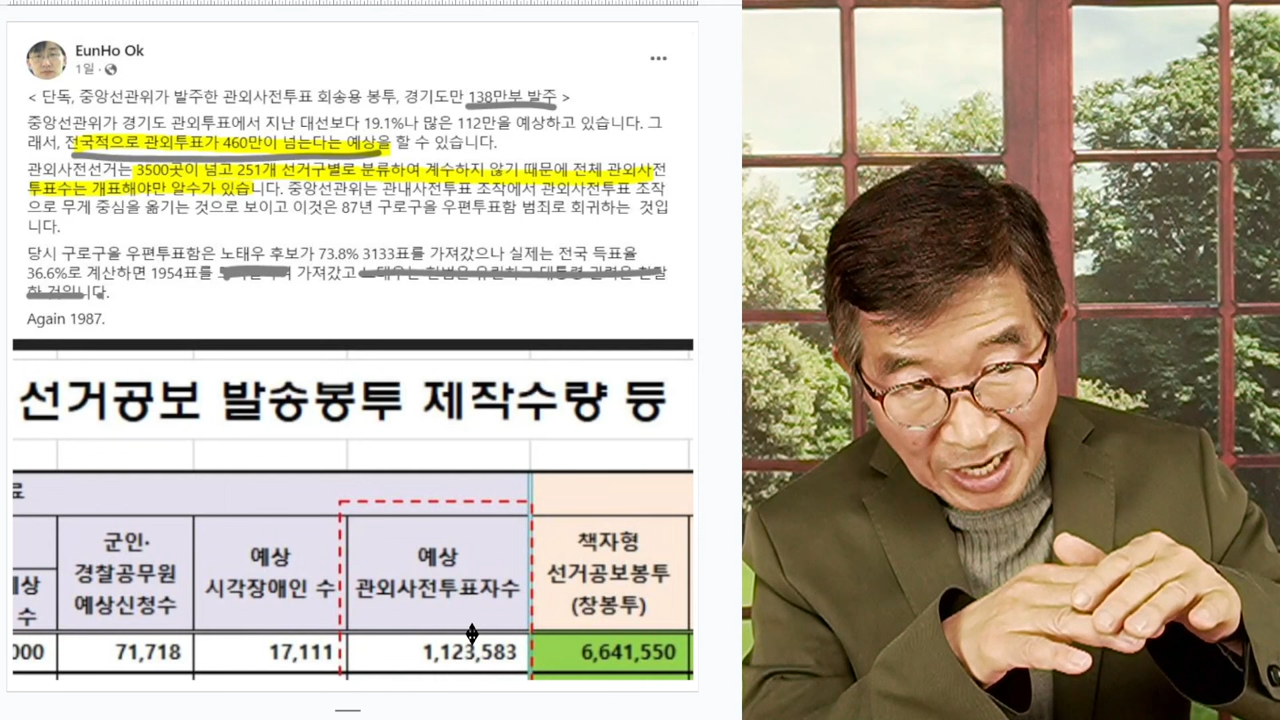 EunHo Ok
1일
< 단독, 중앙선관위가 발주한 관외사전투표 회송용 봉투, 경기도만 138만부 발주 >
중앙선관위가 경기도 관외투표에서 지난 대선보다 19.1%나 많은 112만을 예상하고 있습니다. 그
래서, 전국적으로 관외투표가 460만이 넘는다는 예상을 할 수 있습니다.
관외사전선거는 3500곳이 넘고 251개 선거구별로 분류하여 계수하지 않기 때문에 전체 관외사전
투표수는 개표해야만 알수가 있습니다. 중앙선관위는 관내사전투표 조작에서 관외사전투표 조작
으로 무게 중심을 옮기는 것으로 보이고 이것은 87년 구로구을 우편투표함 범죄로 회귀하는 것입
니다.
당시 구로구을 우편투표함은 노태우 후보가 73.8% 3133표를 가져갔으나 실제는 전국 득표율
36.6%로 계산하면 1954표를 가져갔고
니다.
Again 1987.
선거공보 발송봉투 제작수량 등
료
군인·
경찰공무원
예상신청수
예상
시각장애인 수
예상
관외사전투표자수
책자형
선거공보봉투
(창봉투)
수
000 71,718 17,111 1,123,583 6,641,550